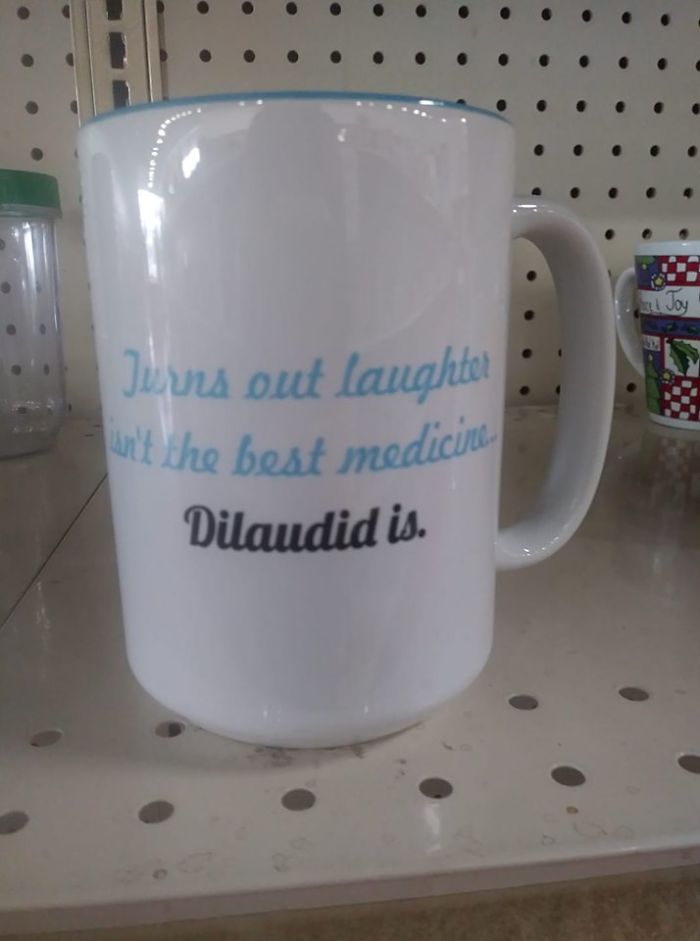 Turns out laughter
isn't the best medicine...
Dilaudid is.
& Joy